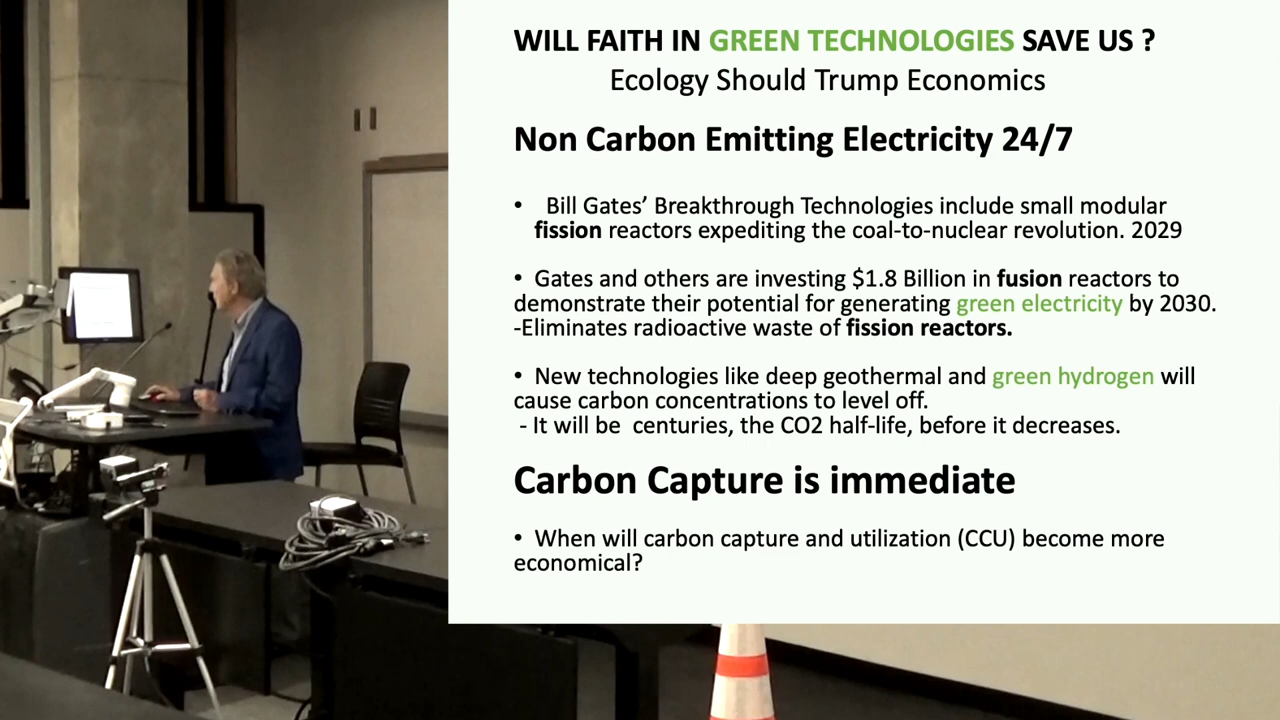 WILL FAITH IN GREEN TECHNOLOGIES SAVE US ?
Ecology Should Trump Economics
Non Carbon Emitting Electricity 24/7
• Bill Gates’ Breakthrough Technologies include small modular
fission reactors expediting the coal-to-nuclear revolution. 2029
• Gates and others are investing $1.8 Billion in fusion reactors to
demonstrate their potential for generating green electricity by 2030.
-Eliminates radioactive waste of fission reactors.
• New technologies like deep geothermal and green hydrogen will
cause carbon concentrations to level off.
- It will be centuries, the CO2 half-life, before it decreases.
Carbon Capture is immediate
• When will carbon capture and utilization (CCU) become more
economical?